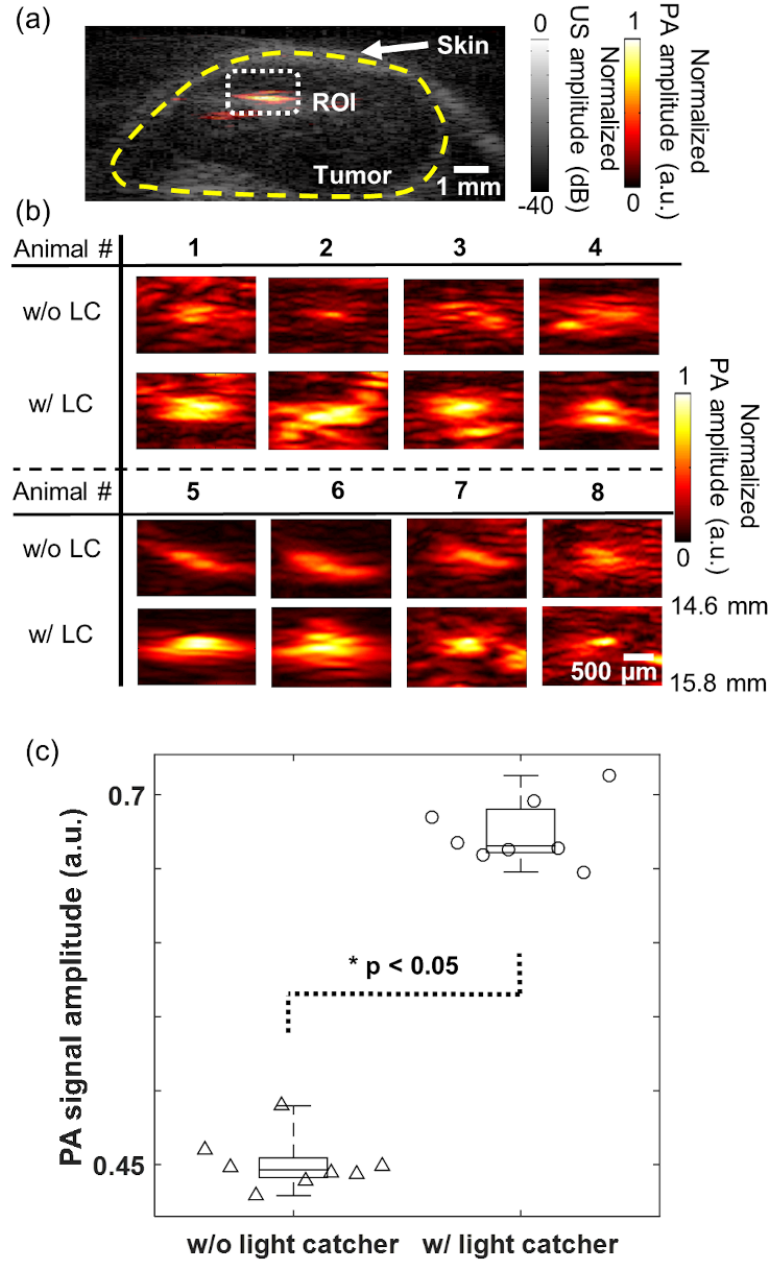 (a)
Skin
ROI
Tumor
1 mm
0
-40
Normalized
US amplitude (dB)
1
0
Normalized
PA amplitude (a.u.)
(b)
Animal # 1 2 3 4
w/o LC
w/ LC
Animal # 5 6 7 8
w/o LC
w/ LC
500 µm
1
0
Normalized
PA amplitude (a.u.)
14.6 mm
15.8 mm
(c)
PA signal amplitude (a.u.)
0.7
* p < 0.05
0.45
w/o light catcher w/ light catcher